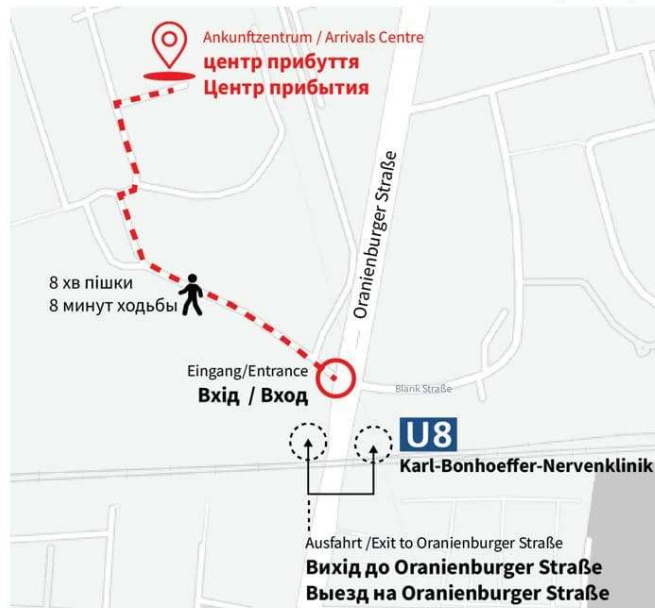 Ankunftzentrum / Arrivals Centre
центр прибуття
Центр прибытия
Oranienburger Straße
8 хв пішки
8 минут ходьбы
Eingang/Entrance
Вхід / Вход
Blank Straße
U8
Karl-Bonhoeffer-Nervenklinik
Ausfahrt /Exit to Oranienburger Straße
Вихід до Oranienburger Straße
Выезд на Oranienburger Straße